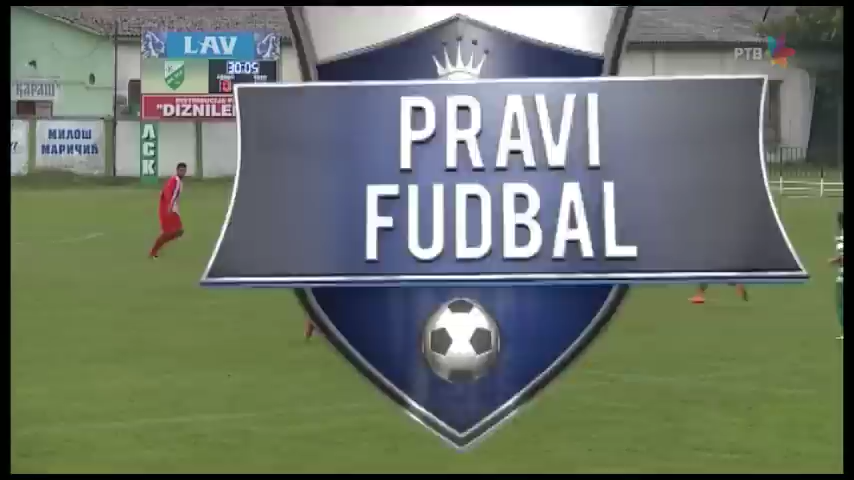 LAV
РТВ
30:05
КАРАШ
"DIZNILE
МИЛОШ
МАРИЧИЋ
ЛСК
PRAVI
FUDBAL